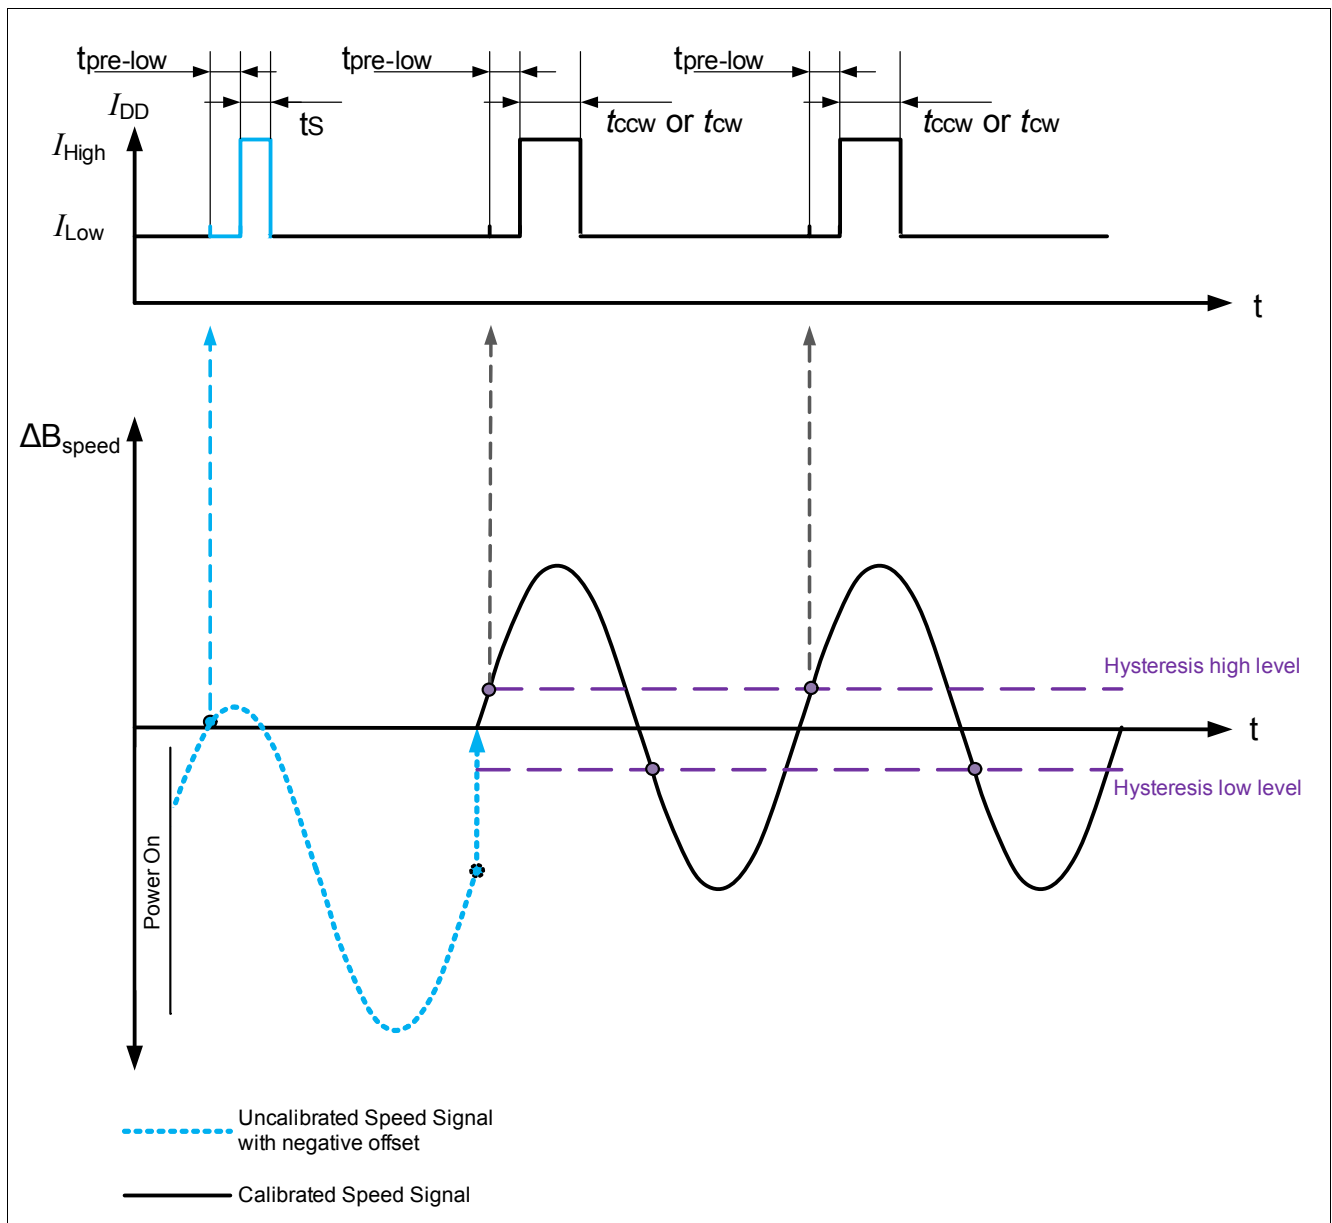 tpre-low
tpre-low
tpre-low
IDD
tS
tccw or tcw
tccw or tcw
IHigh
ILow
t
ΔBspeed
Hysteresis high level
t
Hysteresis low level
Power On
Uncalibrated Speed Signal
with negative offset
Calibrated Speed Signal